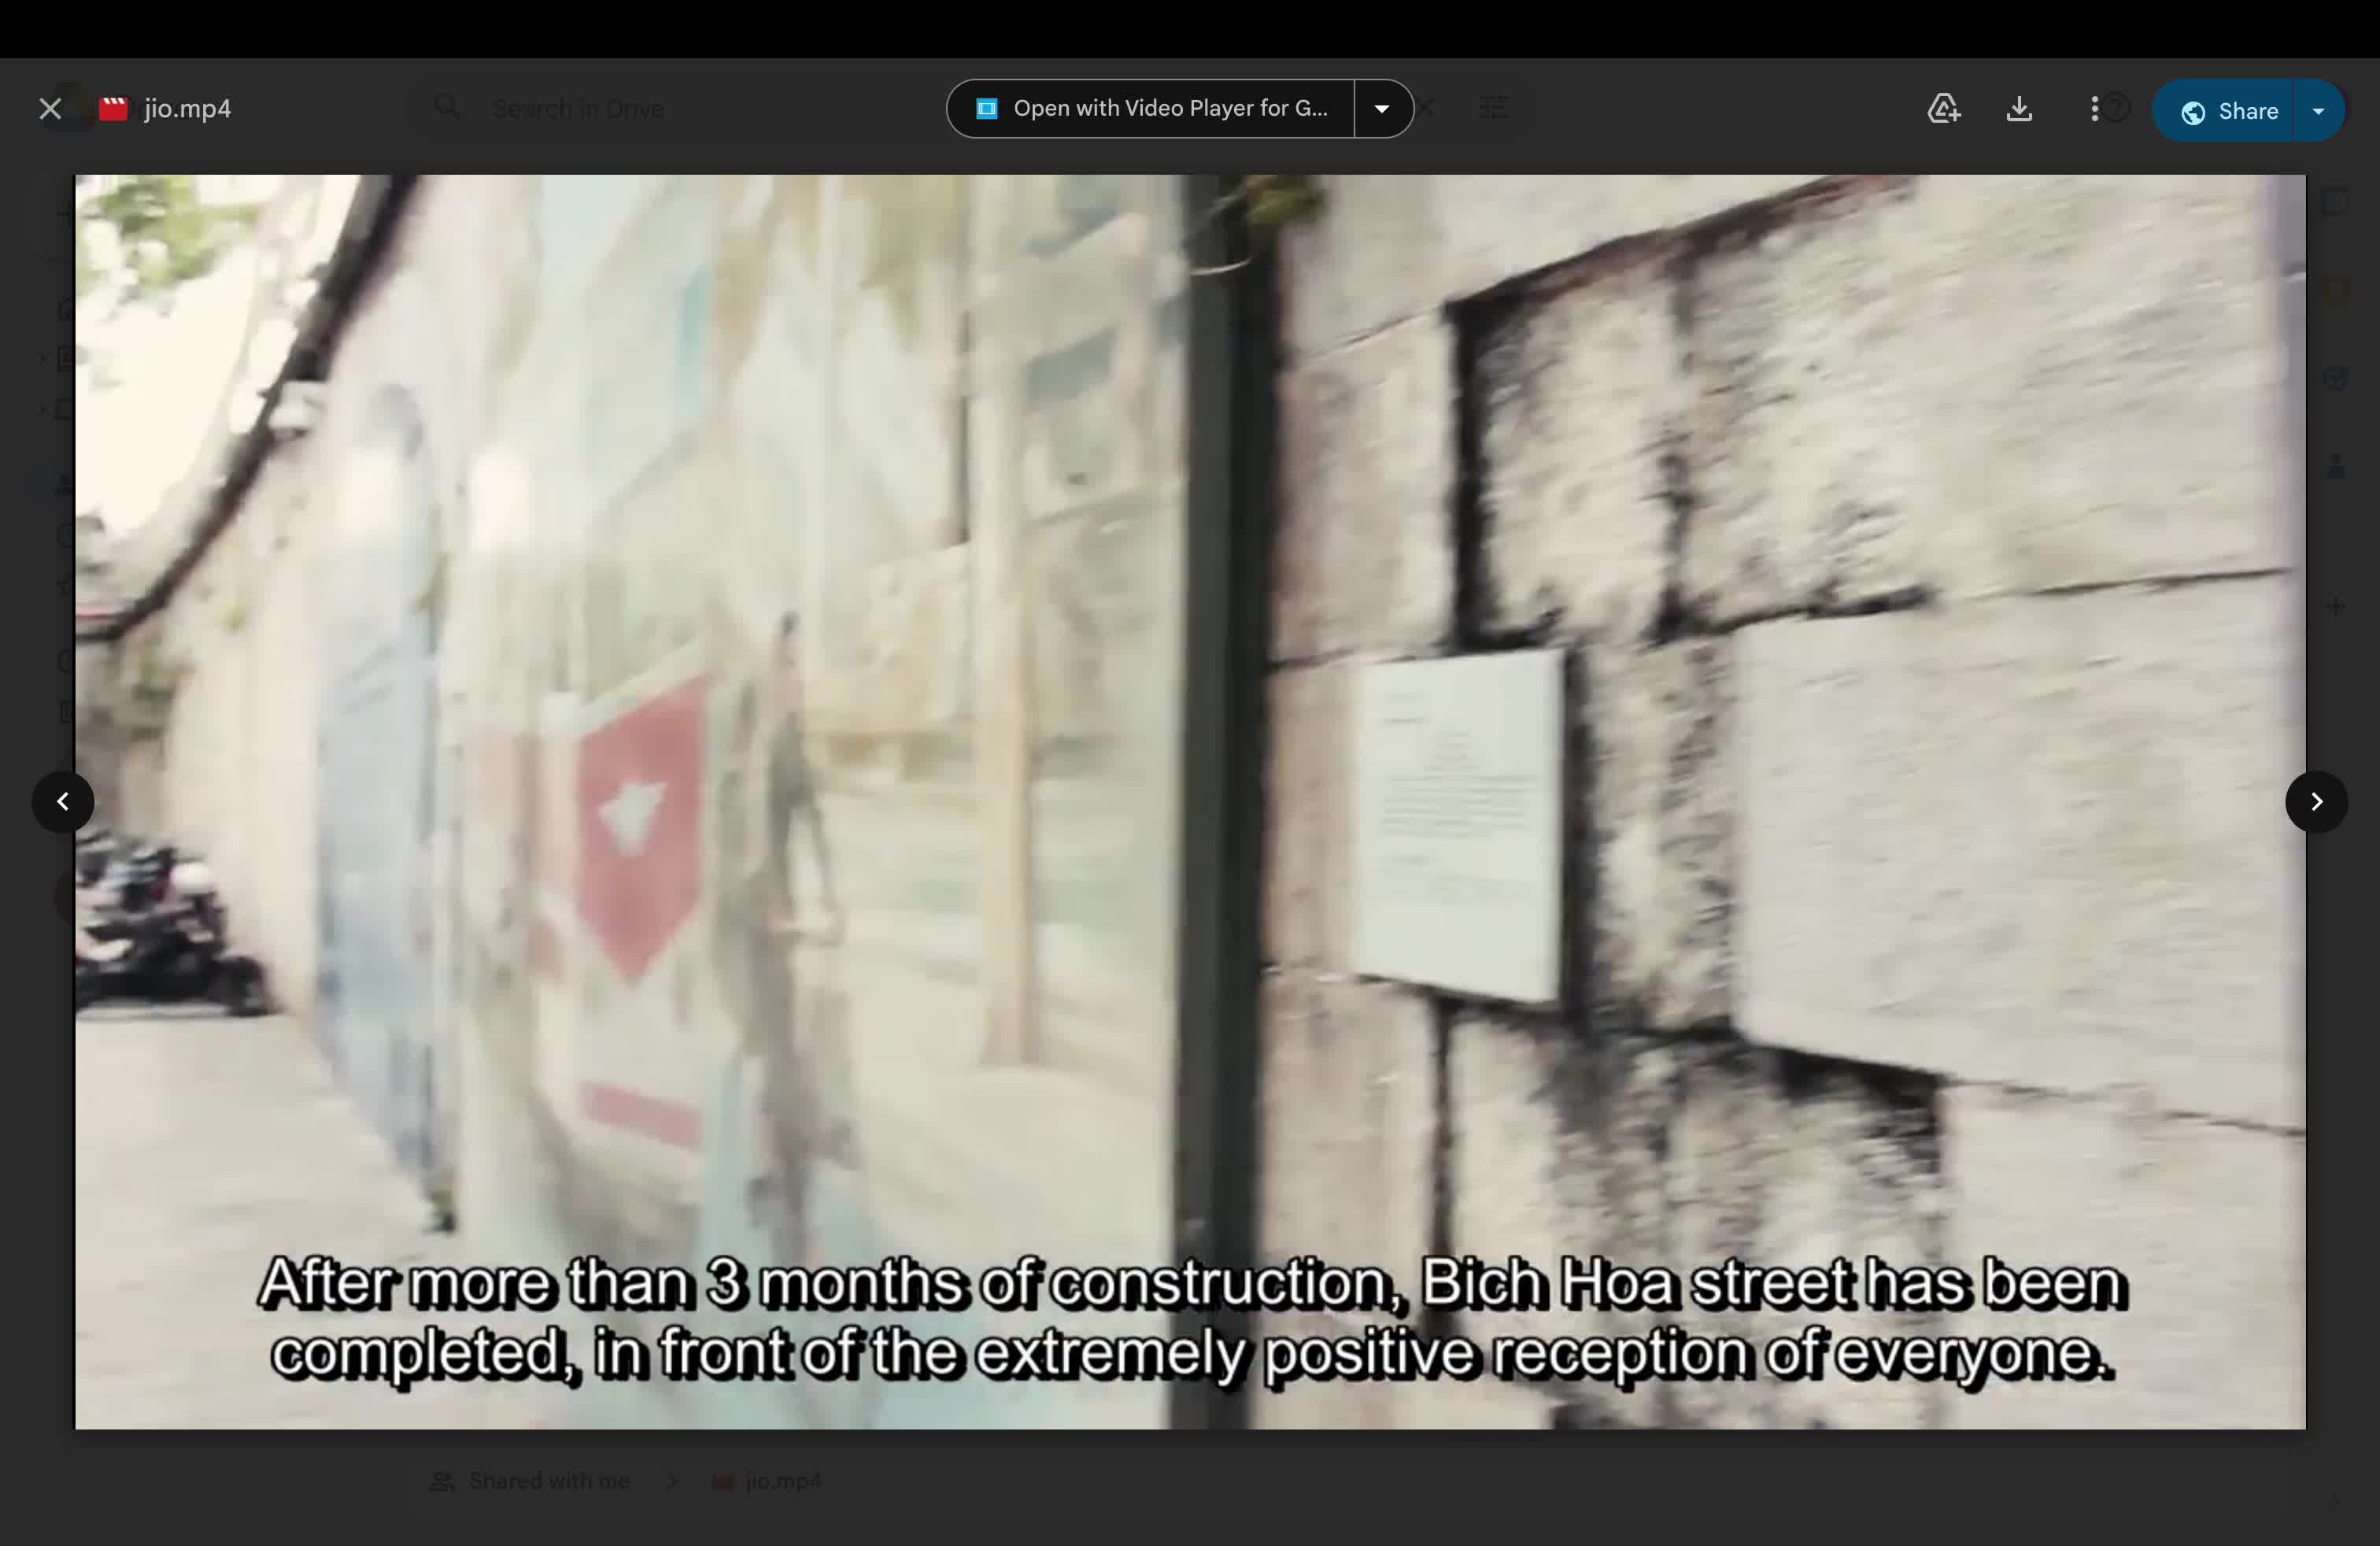 jio.mp4
Search in Drive
Open with Video Player for G...
Share
After more than 3 months of construction, Bich Hoa street has been
completed, in front of the extremely positive reception of everyone.
Shared with me
jio.mp4